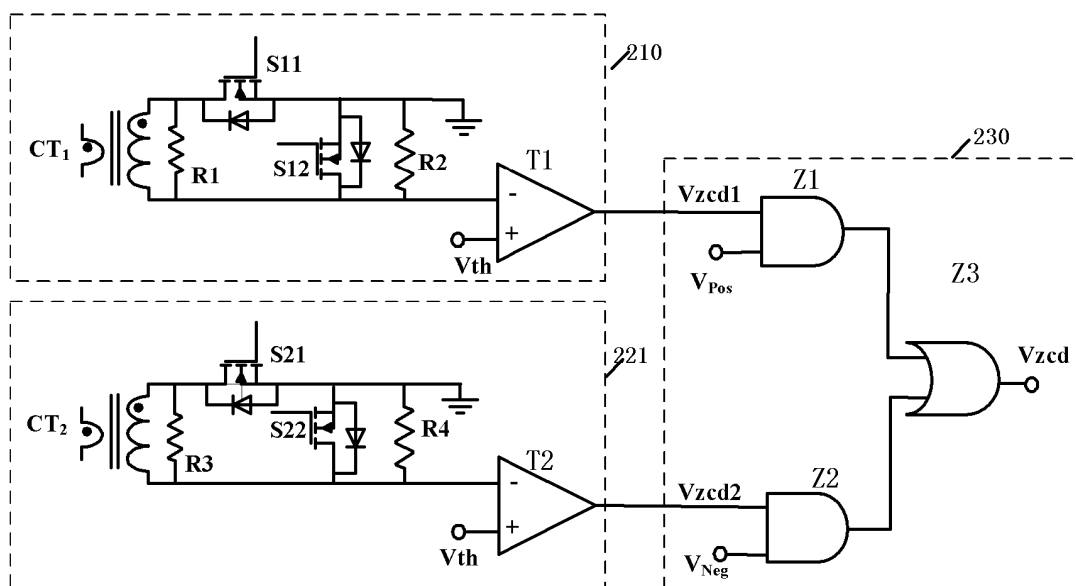 S11
210
CT1
R1
S12
R2
T1
230
-
+
Vth
Vzcd1
Z1
VPos
Z3
S21
221
CT2
R3
S22
R4
T2
-
+
Vth
Vzcd
Vzcd2
Z2
VNeg